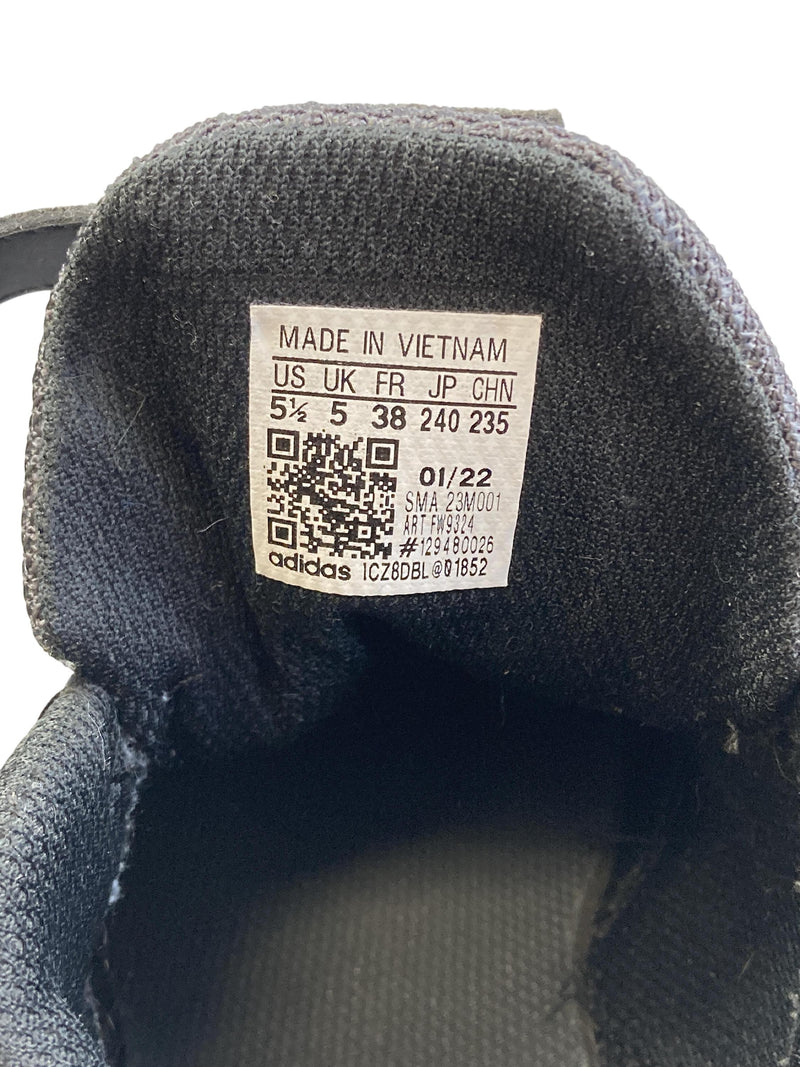 MADE IN VIETNAM
US UK FR JP CHN
5½ 5 38 240 235
01/22
SMA 23M001
ART FW9324
#129480026
adidas 1CZ8DBL@01852